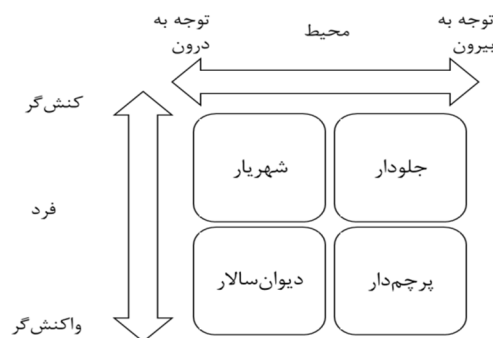 توجه به
بیرون
محیط
توجه به
درون
کنش‌گر
جلودار
شهریار
فرد
پرچم‌دار
دیوان‌سالار
واکنش‌گر